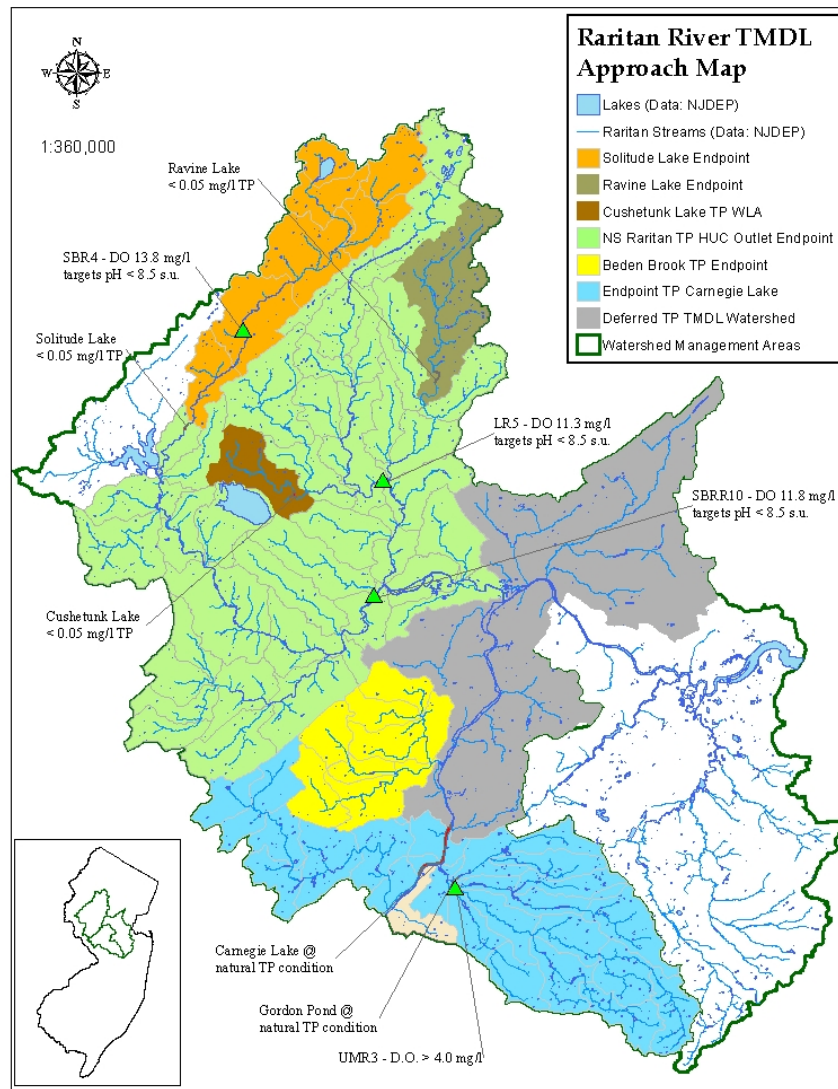 Raritan River TMDL
Approach Map
Lakes (Data: NJDEP)
Raritan Streams (Data: NJDEP)
Solitude Lake Endpoint
Ravine Lake Endpoint
Cushetunk Lake TP WLA
NS Raritan TP HUC Outlet Endpoint
Beden Brook TP Endpoint
Endpoint TP Carnegie Lake
Deferred TP TMDL Watershed
Watershed Management Areas
N
W
E
S
1:360,000
Ravine Lake
< 0.05 mg/l TP
SBR4 - DO 13.8 mg/l
targets pH < 8.5 s.u.
Solitude Lake
< 0.05 mg/l TP
LR5 - DO 11.3 mg/l
targets pH < 8.5 s.u.
SBRR10 - DO 11.8 mg/l
targets pH < 8.5 s.u.
Cushetunk Lake
< 0.05 mg/l TP
Carnegie Lake @
natural TP condition
Gordon Pond @
natural TP condition
UMR3 - D.O. > 4.0 mg/l